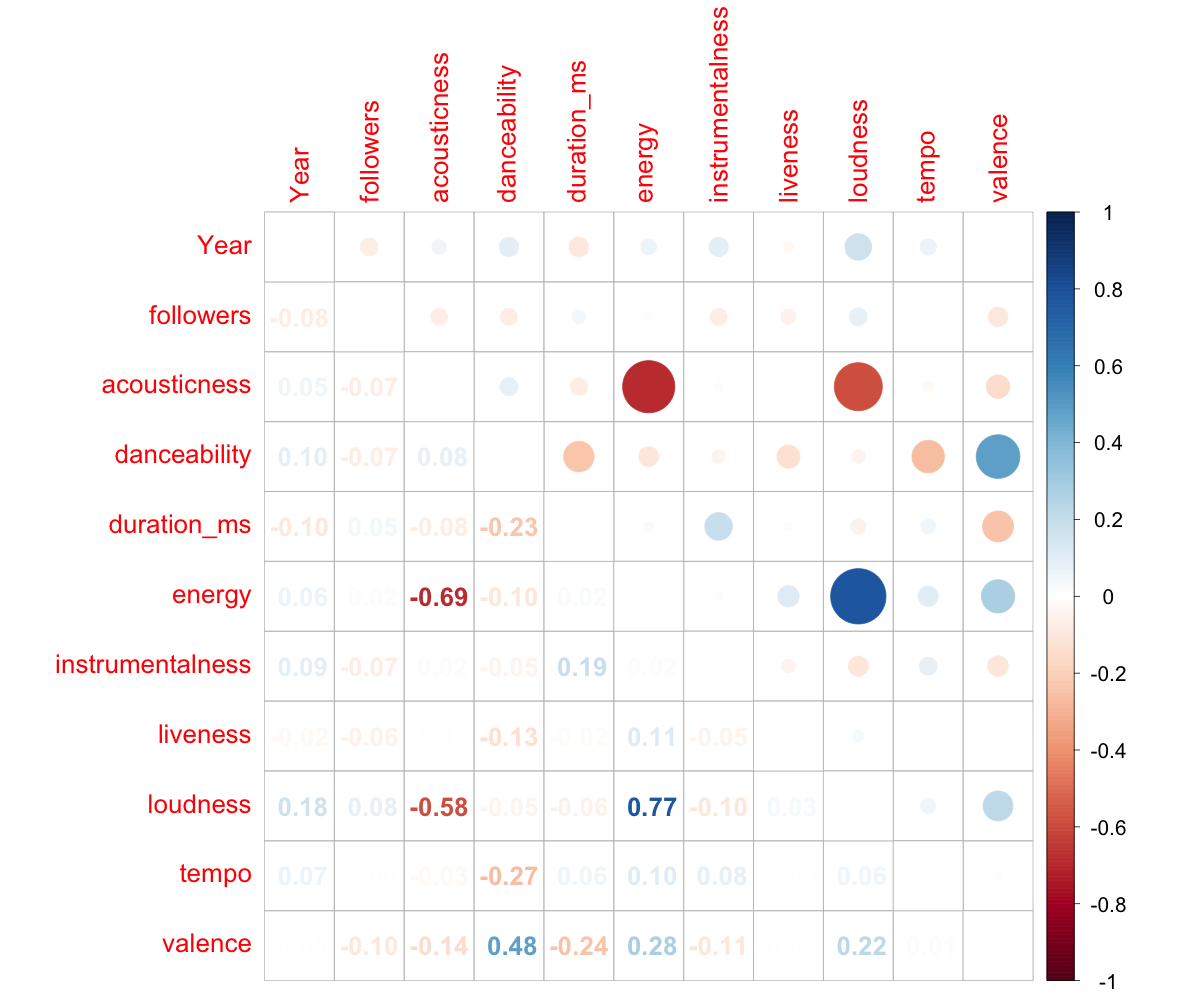 Year followers acousticness danceability duration_ms energy instrumentalness liveness loudness tempo valence
Year
followers -0.08
acousticness 0.05 -0.07
danceability 0.10 -0.07 0.08
duration_ms -0.10 0.05 -0.08 -0.23
energy 0.06 0.02 -0.69 -0.10 0.02
instrumentalness 0.09 -0.07 0.02 -0.05 0.19 0.02
liveness -0.02 -0.06 -0.13 -0.02 0.11 -0.05
loudness 0.18 0.08 -0.58 -0.05 -0.06 0.77 -0.10 0.03
tempo 0.07 -0.03 -0.27 0.06 0.10 0.08 0.06
valence -0.10 -0.14 0.48 -0.24 0.28 -0.11 0.22 0.01
1
0.8
0.6
0.4
0.2
0
-0.2
-0.4
-0.6
-0.8
-1